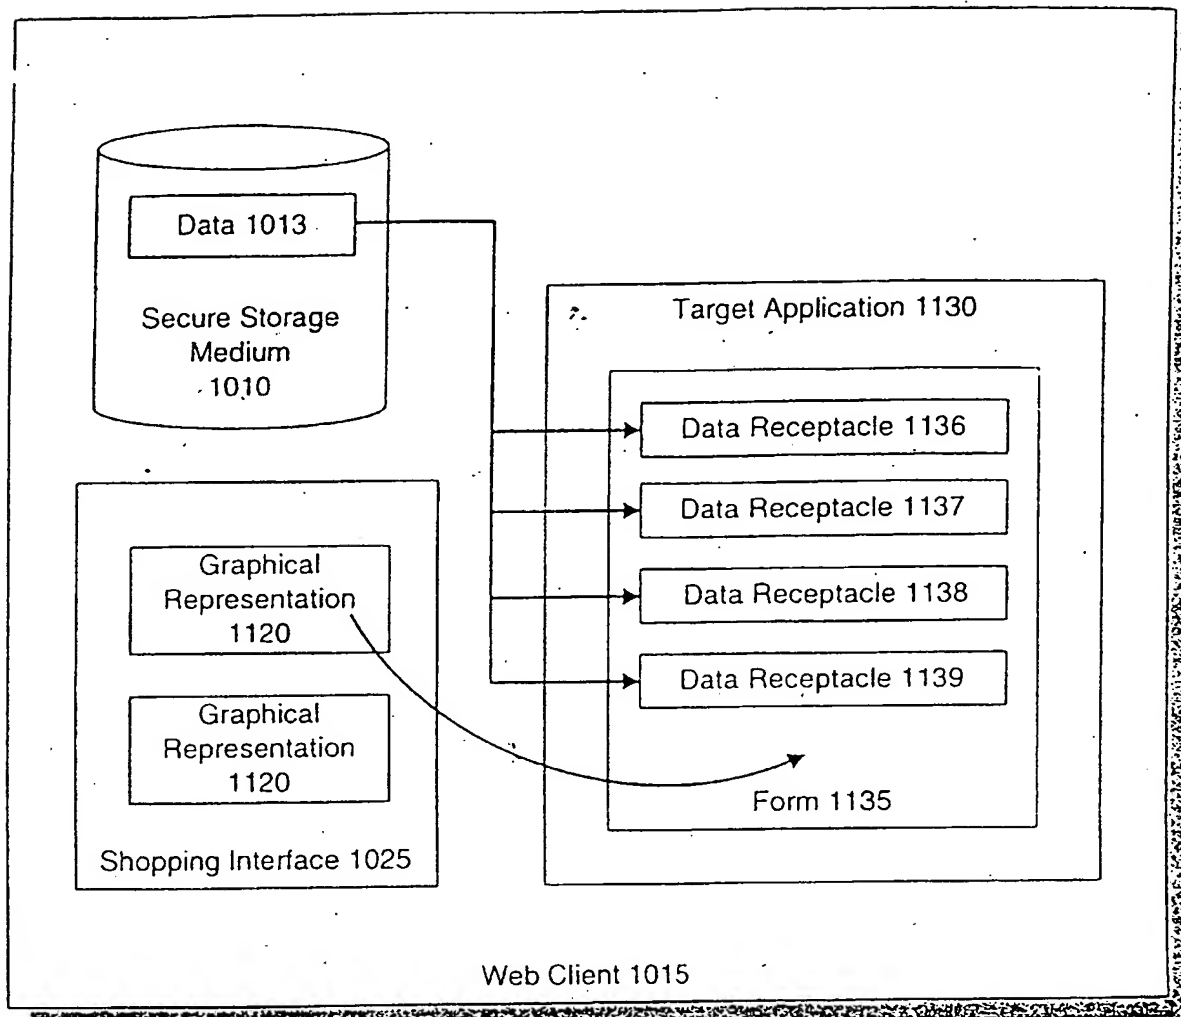 Data 1013
Secure Storage
Medium
1010
Target Application 1130
Data Receptacle 1136
Data Receptacle 1137
Data Receptacle 1138
Data Receptacle 1139
Form 1135
Graphical
Representation
1120
Graphical
Representation
1120
Shopping Interface 1025
Web Client 1015